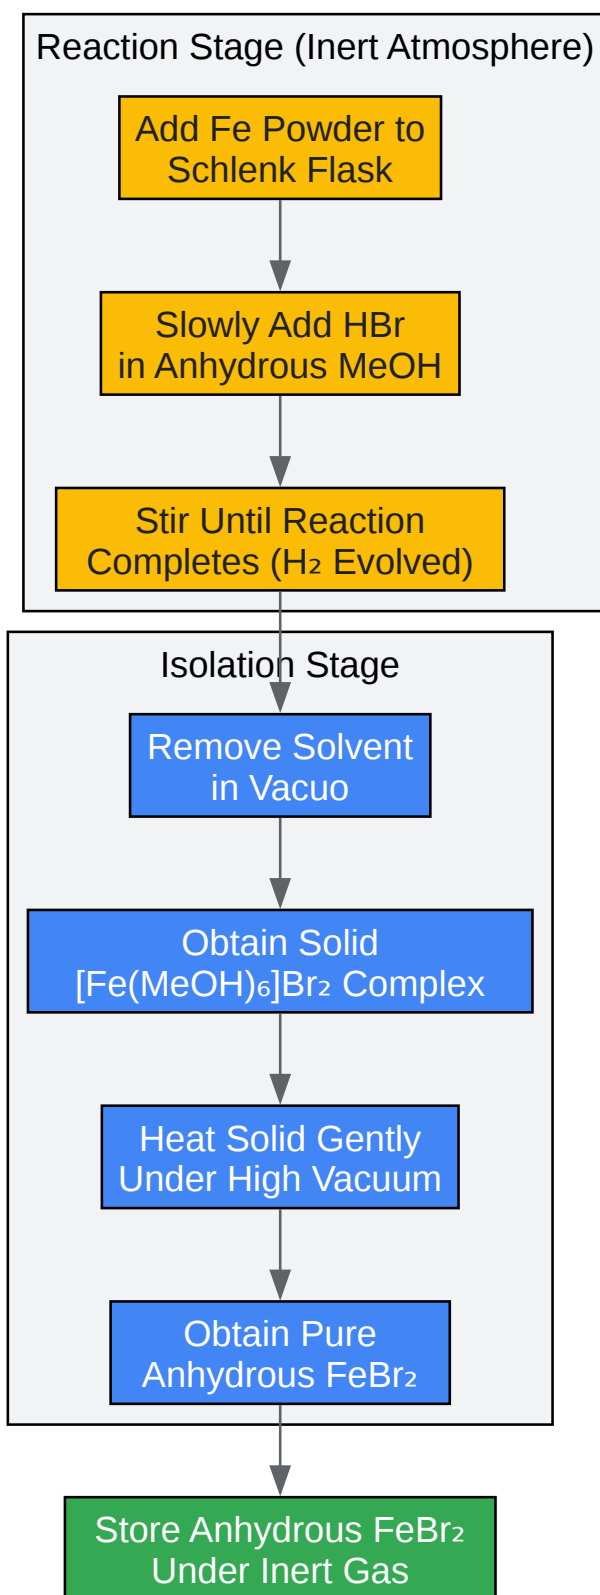 Reaction Stage (Inert Atmosphere)
Add Fe Powder to
Schlenk Flask
Slowly Add HBr
in Anhydrous MeOH
Stir Until Reaction
Completes (H₂ Evolved)
Isolation Stage
Remove Solvent
in Vacuo
Obtain Solid
[Fe(MeOH)₆]Br₂ Complex
Heat Solid Gently
Under High Vacuum
Obtain Pure
Anhydrous FeBr₂
Store Anhydrous FeBr₂
Under Inert Gas